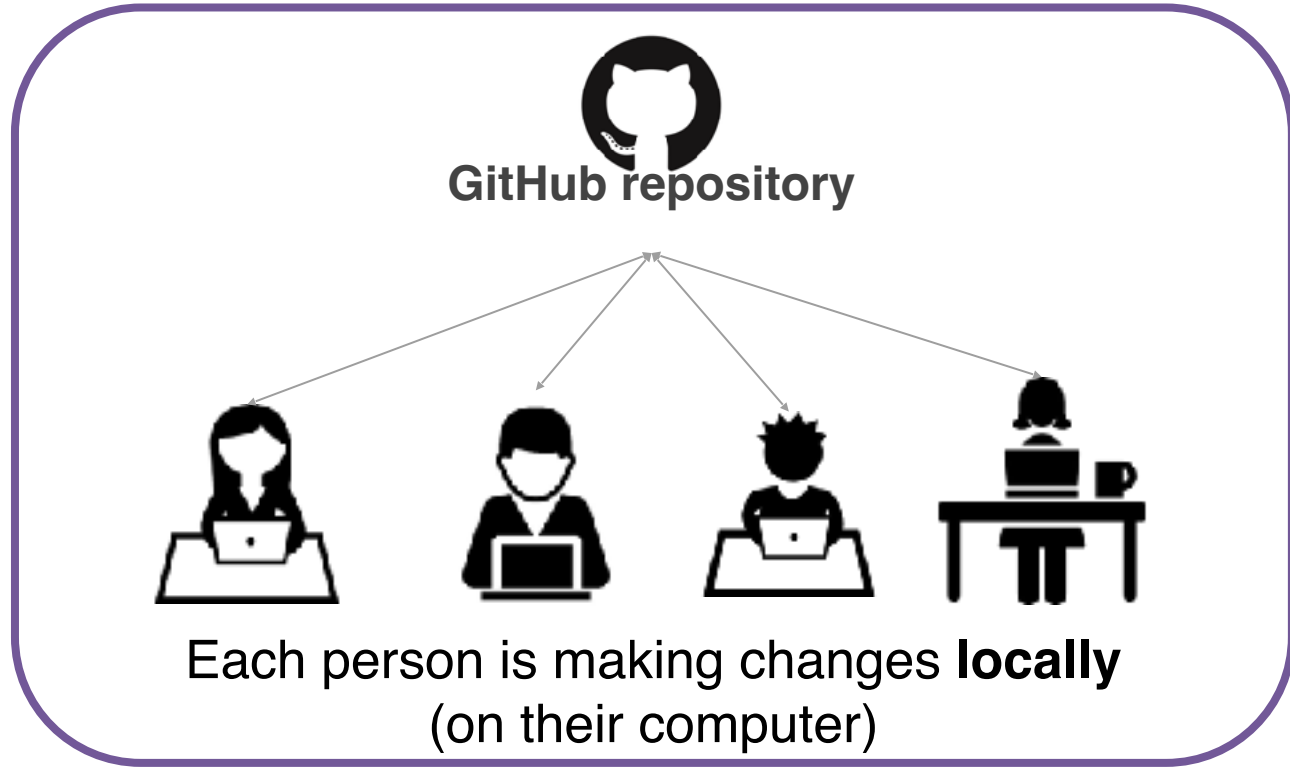 GitHub repository
Each person is making changes locally
(on their computer)